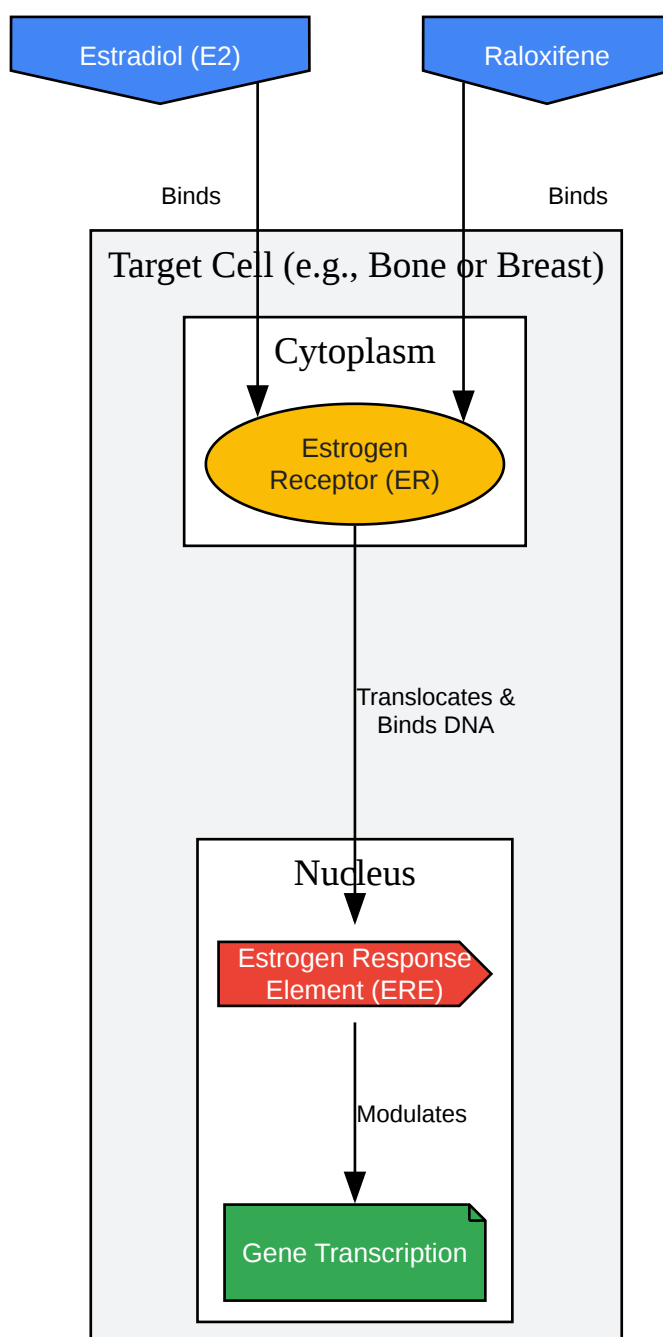 Estradiol (E2)
Raloxifene
Binds
Binds
Target Cell (e.g., Bone or Breast)
Cytoplasm
Estrogen
Receptor (ER)
Translocates &
Binds DNA
Nucleus
Estrogen Response
Element (ERE)
Modulates
Gene Transcription